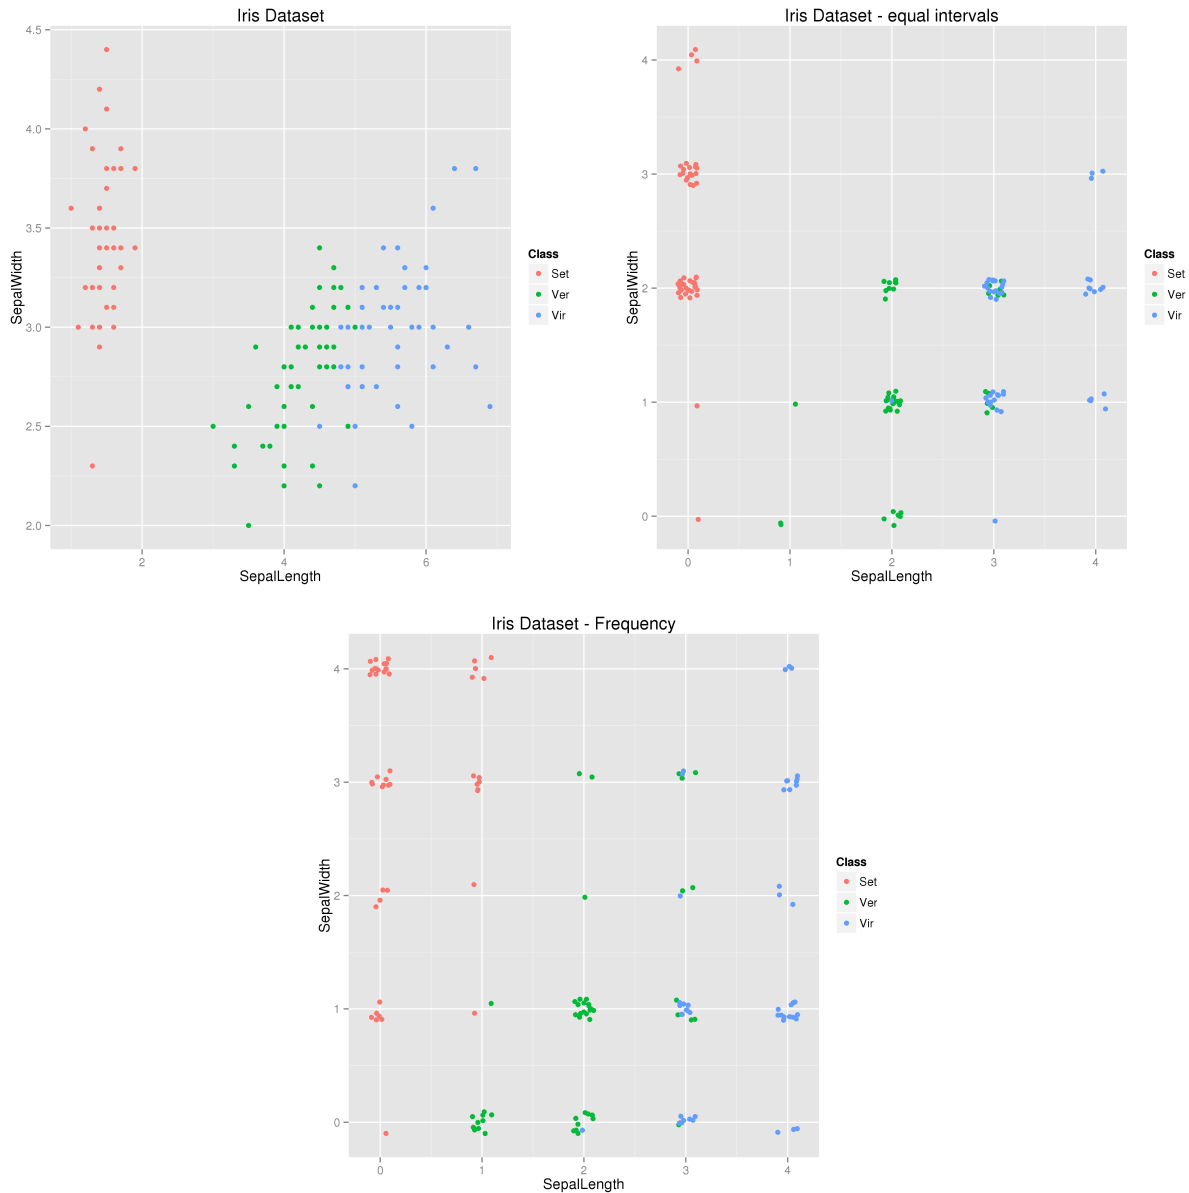 Iris Dataset
4.5
4.0
3.5
3.0
2.5
2.0
SepalWidth
2 4 6
SepalLength
Class
Set
Ver
Vir
Iris Dataset - equal intervals
4
3
2
1
0
SepalWidth
0 1 2 3 4
SepalLength
Class
Set
Ver
Vir
Iris Dataset - Frequency
4
3
2
1
0
SepalWidth
0 1 2 3 4
SepalLength
Class
Set
Ver
Vir